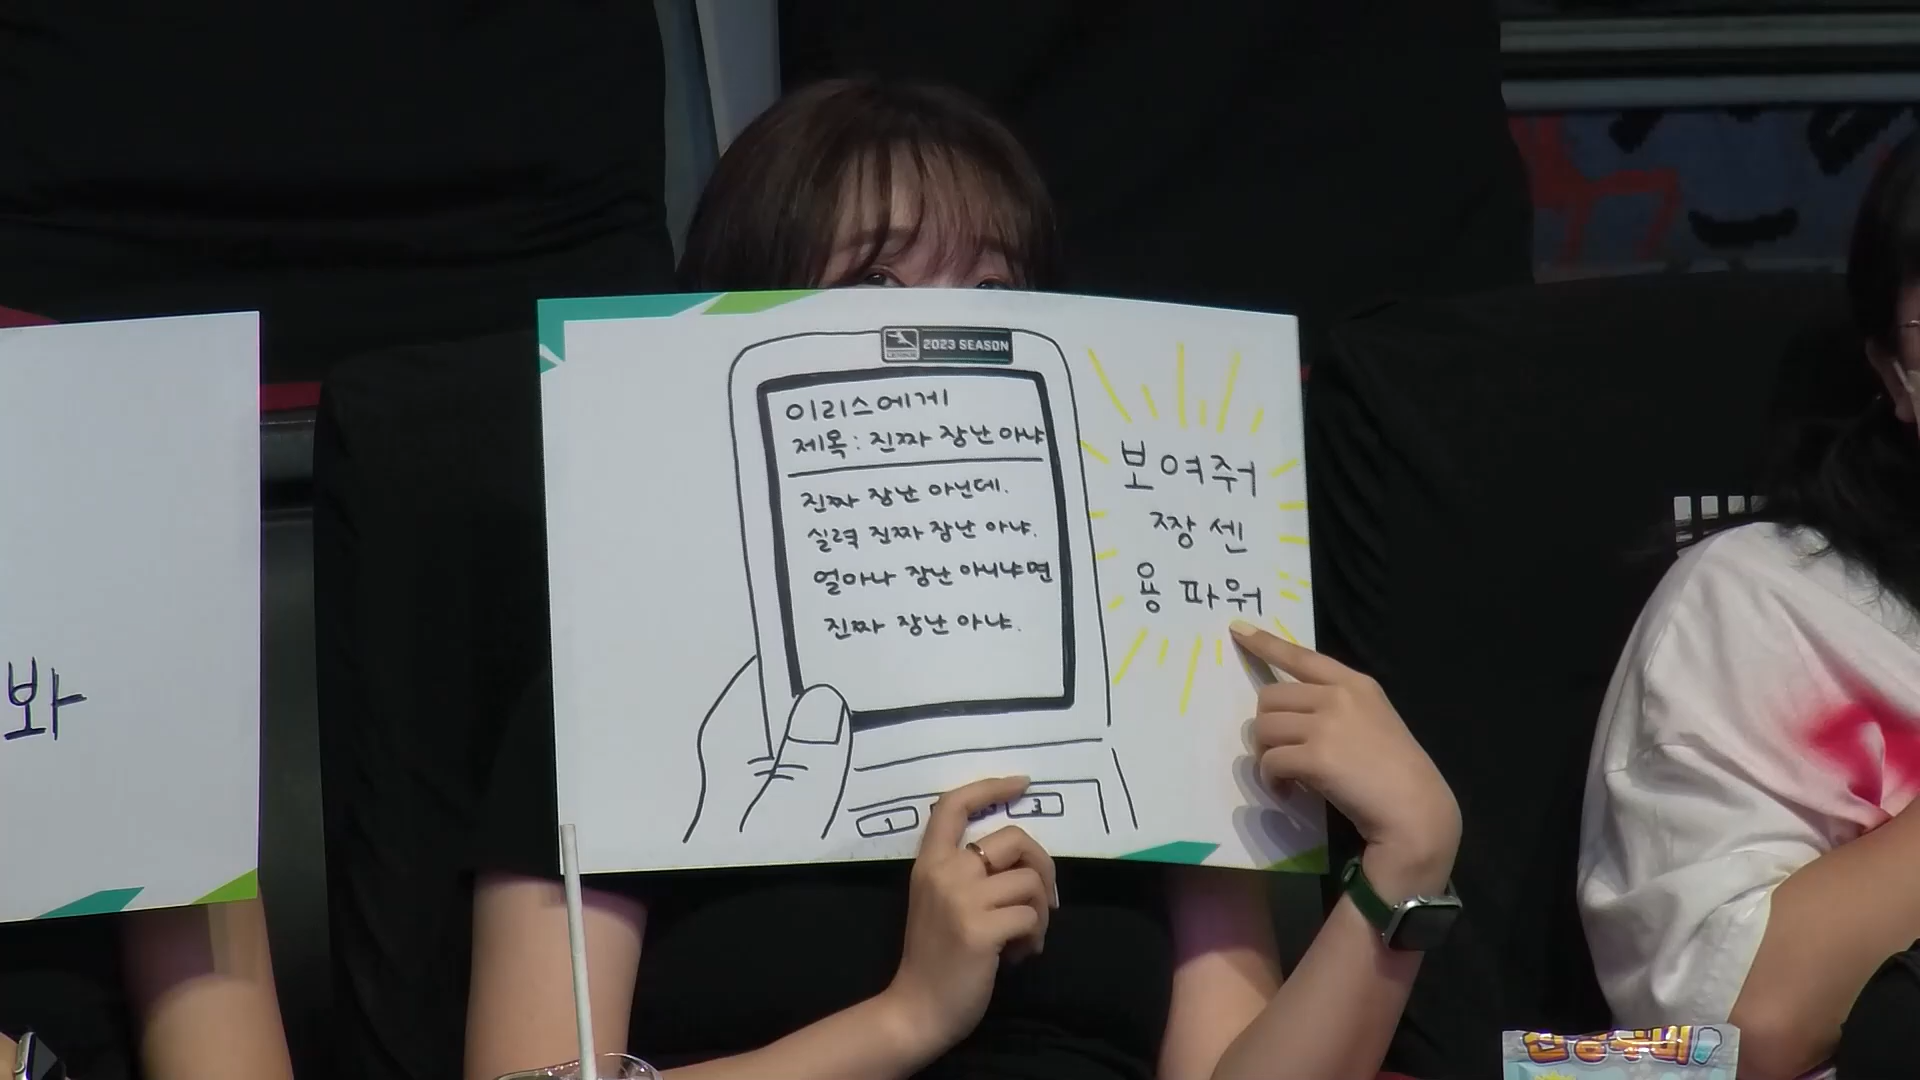 봐
2023 SEASON
이리스에게
제목: 진짜 장난 아냐
진짜 장난 아닌데.
실력 진짜 장난 아냐.
얼마나 장난 아니냐면
진짜 장난 아냐.
보여줘
짱 센
용 파워
1
3